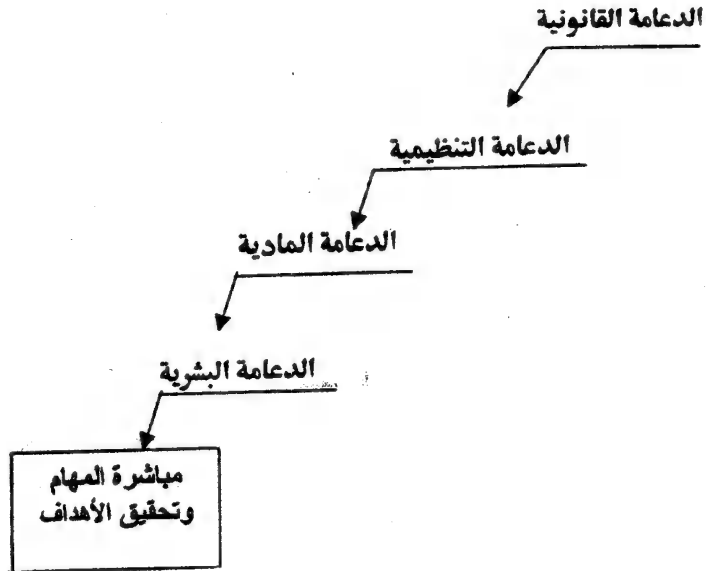 الدعامة القانونية
الدعامة التنظيمية
الدعامة المادية
الدعامة البشرية
مباشرة المهام
وتحقيق الأهداف